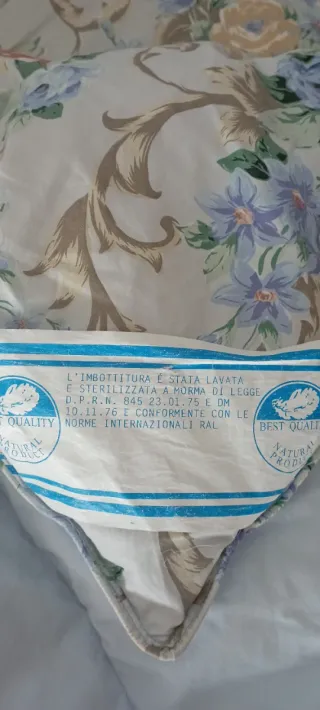 L'IMBOTTITURA E STATA LAVATA
E STERILIZZATA A NORMA DI LEGGE
D.P.R.N. 845 23.01.75 E DM
10.11.76 E CONFORMENTE CON LE
NORME INTERNAZIONALI RAL
BEST QUALITY
NATURAL
PRODUCT
BEST QUALITY
NATURAL